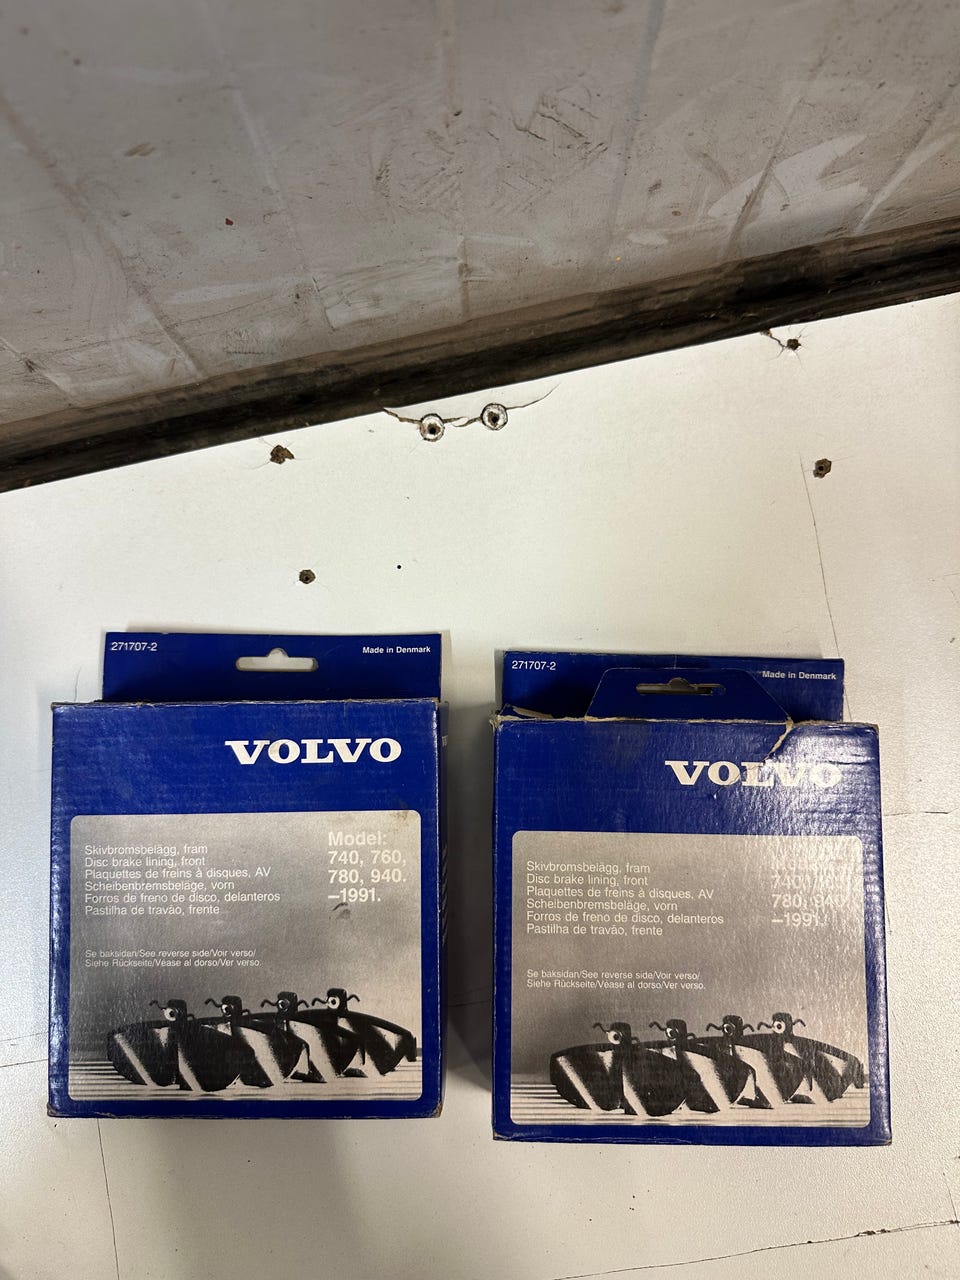 271707-2
Made in Denmark
VOLVO
Model:
740, 760,
780, 940.
–1991.
Skivbromsbelägg, fram
Disc brake lining, front
Plaquettes de freins à disques, AV
Scheibenbremsbeläge, vorn
Forros de freno de disco, delanteros
Pastilha de travão, frente
Se baksidan/See reverse side/Voir verso/
Siehe Rückseite/Vease al dorso/Ver verso.
271707-2
Made in Denmark
VOLVO
740,
780, 940.
–1991.
Skivbromsbelägg, fram
Disc brake lining, front
Plaquettes de freins à disques, AV
Scheibenbremsbeläge, vorn
Forros de freno de disco, delanteros
Pastilha de travão, frente
Se baksidan/See reverse side/Voir verso/
Siehe Rückseite/Vease al dorso/Ver verso.